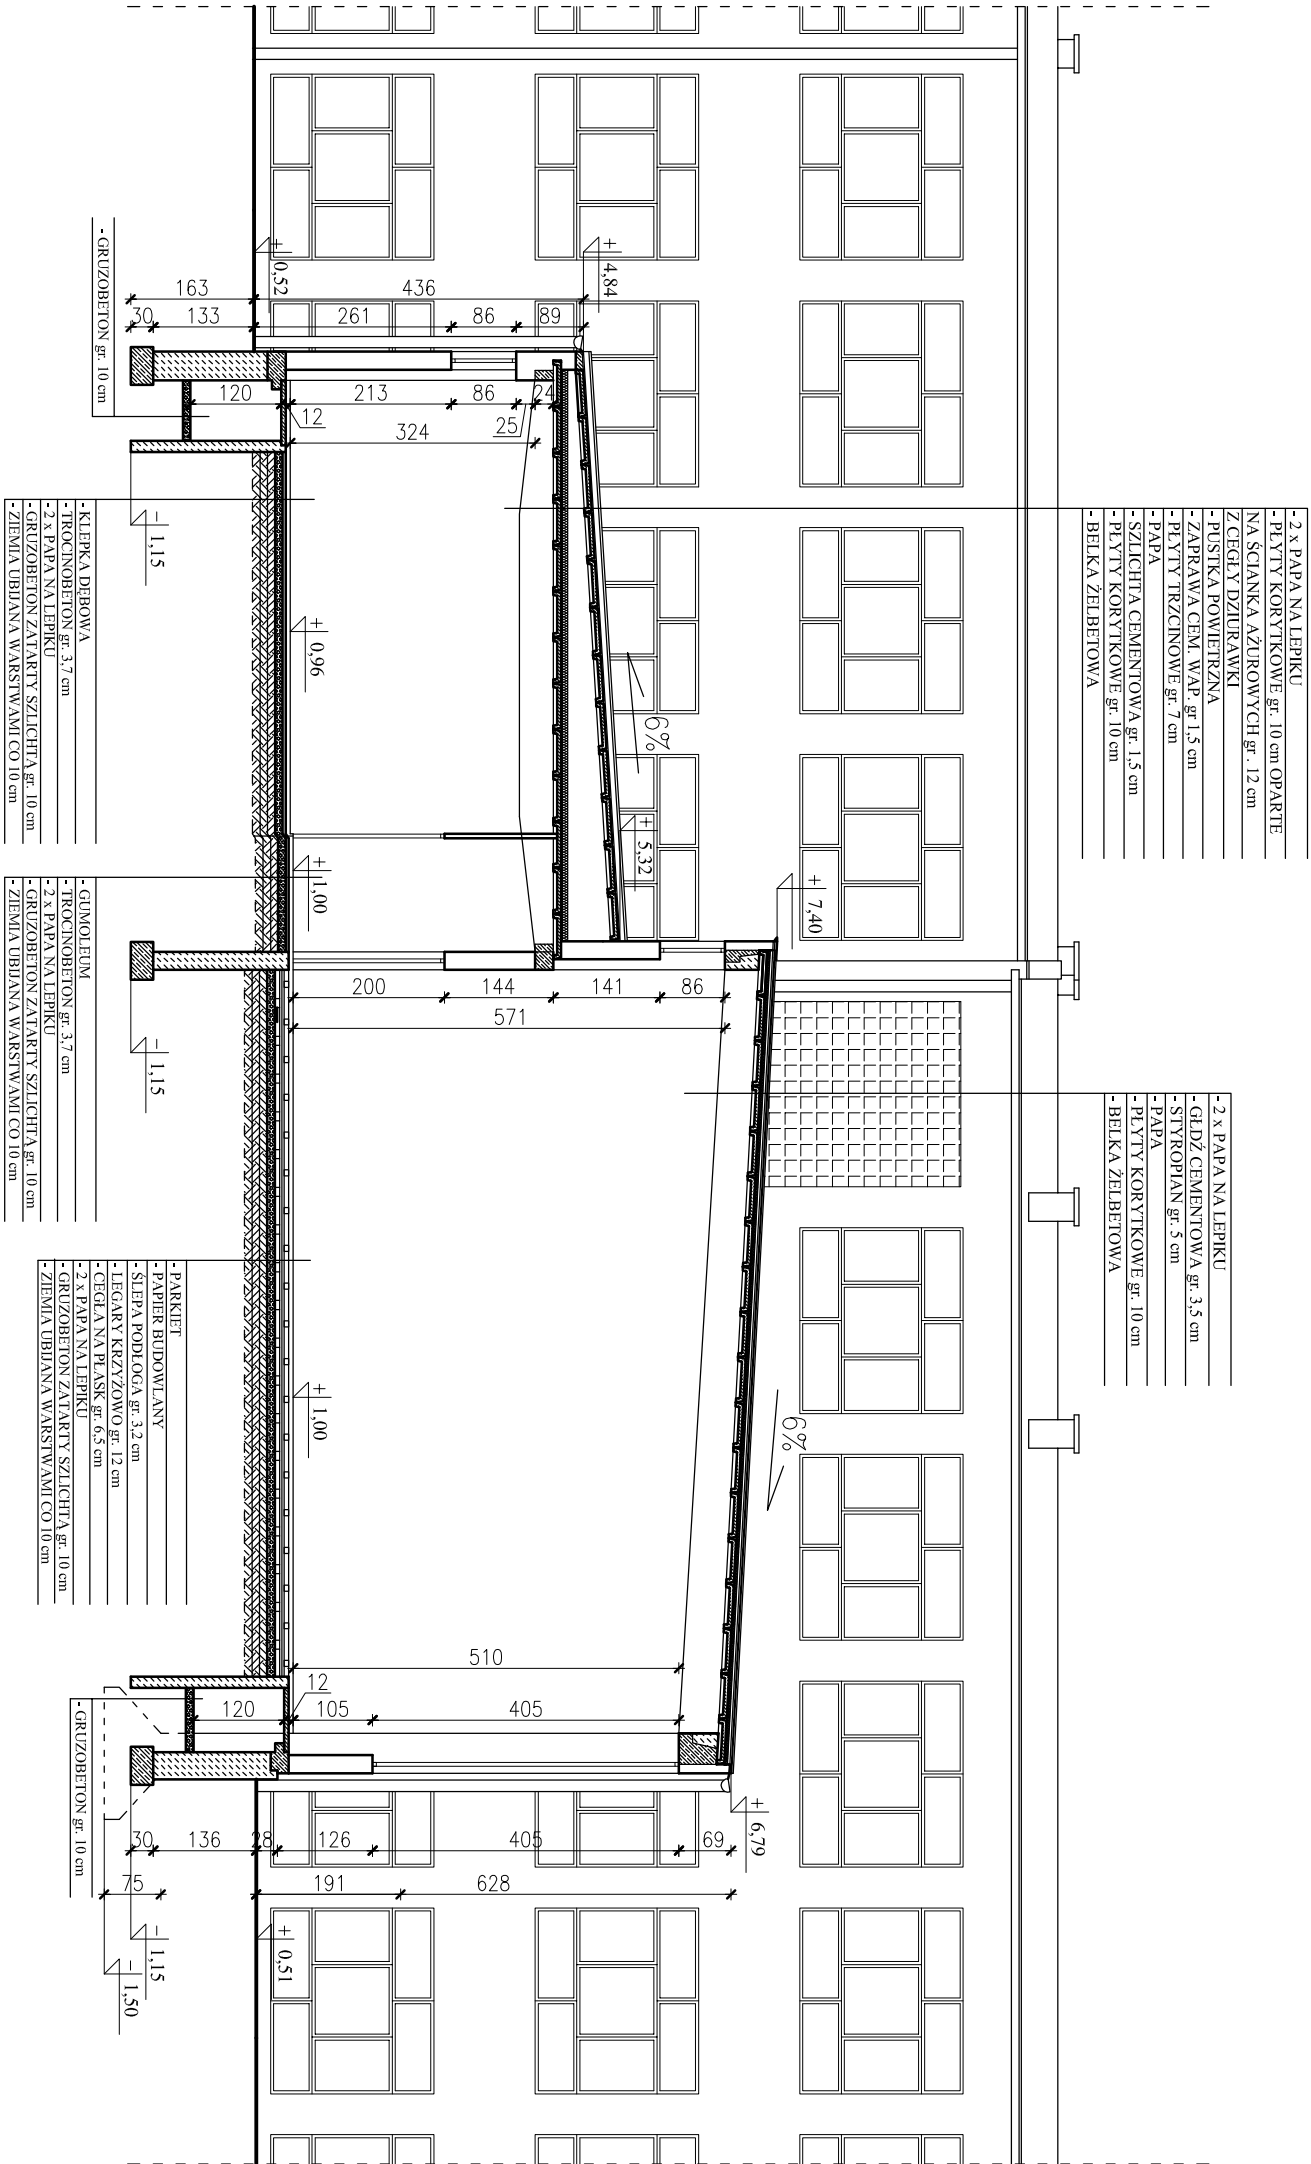 - 2 x PAPA NA LEPIKU
- PŁYTY KORYTKOWE gr. 10 cm OPARTE
NA ŚCIANKA AŻUROWYCH gr . 12 cm
Z CEGŁY DZIURAWKI
- PUSTKA POWIETRZNA
- ZAPRAWA CEM. WAP. gr 1,5 cm
- PŁYTY TRZCINOWE gr. 7 cm
- PAPA
- SZLICHTA CEMENTOWA gr. 1,5 cm
- PŁYTY KORYTKOWE gr. 10 cm
- BELKA ŻELBETOWA
- 2 x PAPA NA LEPIKU
- GŁDŹ CEMENTOWA gr. 3,5 cm
- STYROPIAN gr. 5 cm
- PAPA
- PŁYTY KORYTKOWE gr. 10 cm
- BELKA ŻELBETOWA
+ 7,40
+ 6,79
+ 5,32
+ 4,84
6%
6%
+ 0,52
+ 0,96
+ 1,00
+ 1,00
+ 0,51
- 1,15
- 1,15
- 1,15
- 1,50
163
436
30
133
261
86
89
120
12
213
86
25
24
324
200
144
141
86
571
510
12
120
105
405
30
136
28
126
405
69
75
191
628
- GRUZOBETON gr. 10 cm
- KLEPKA DĘBOWA
- TROCINOBETON gr. 3,7 cm
- 2 x PAPA NA LEPIKU
- GRUZOBETON ZATARTY SZLICHTĄ gr. 10 cm
- ZIEMIA UBIJANA WARSTWAMI CO 10 cm
- GUMOLEUM
- TROCINOBETON gr. 3,7 cm
- 2 x PAPA NA LEPIKU
- GRUZOBETON ZATARTY SZLICHTĄ gr. 10 cm
- ZIEMIA UBIJANA WARSTWAMI CO 10 cm
- PARKIET
- PAPIER BUDOWLANY
- ŚLEPA PODŁOGA gr. 3,2 cm
- LEGARY KRZYŻOWO gr. 12 cm
- CEGŁA NA PŁASK gr. 6,5 cm
- 2 x PAPA NA LEPIKU
- GRUZOBETON ZATARTY SZLICHTĄ gr. 10 cm
- ZIEMIA UBIJANA WARSTWAMI CO 10 cm
- GRUZOBETON gr. 10 cm